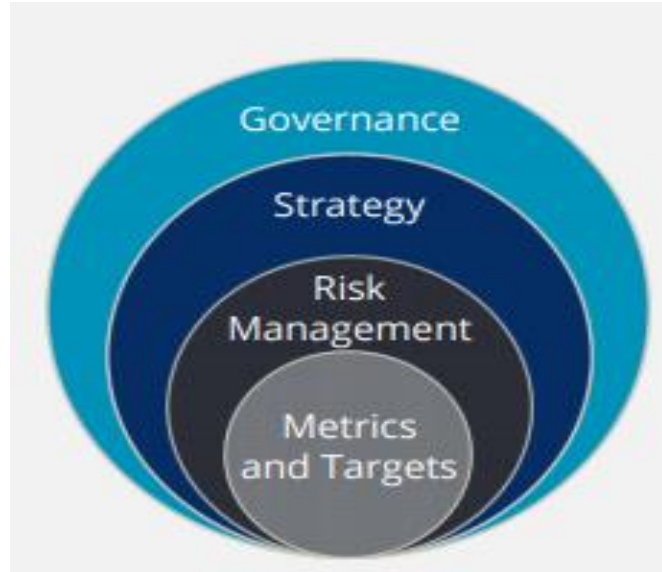 Governance
Strategy
Risk
Management
Metrics
and Targets